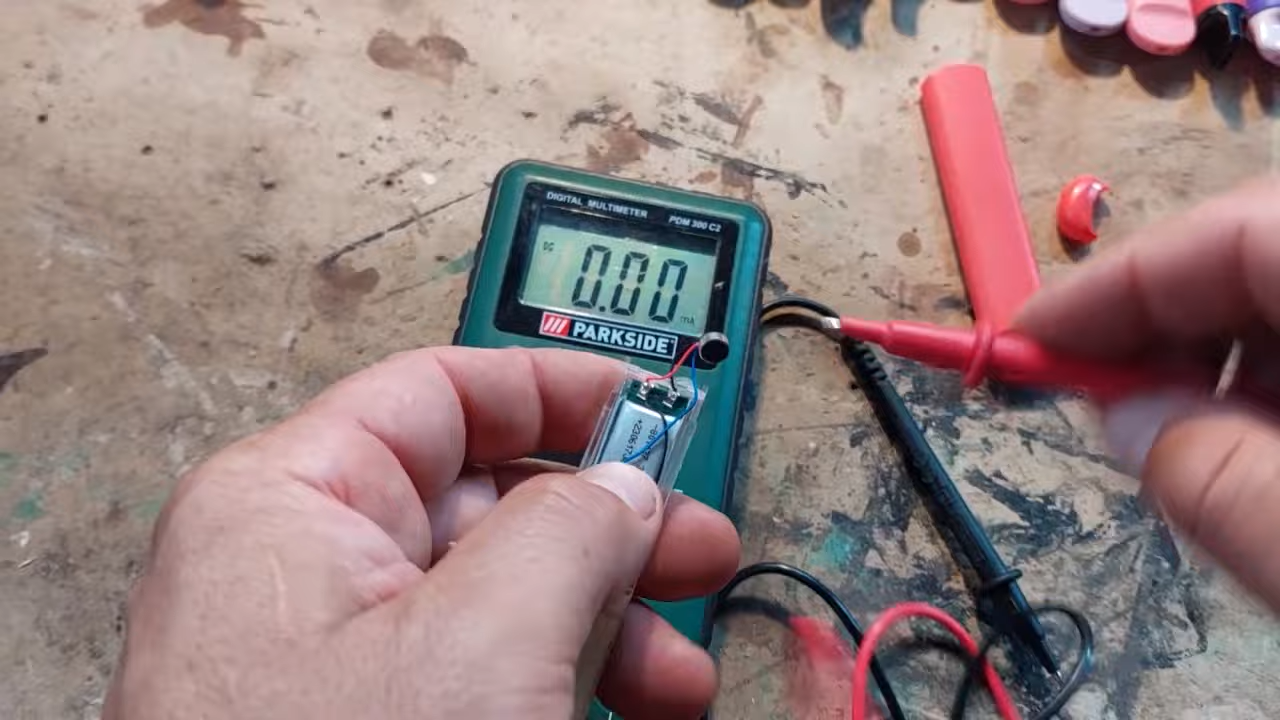 DIGITAL MULTIMETER PDM 300 C2
DC
0.00
mA
PARKSIDE